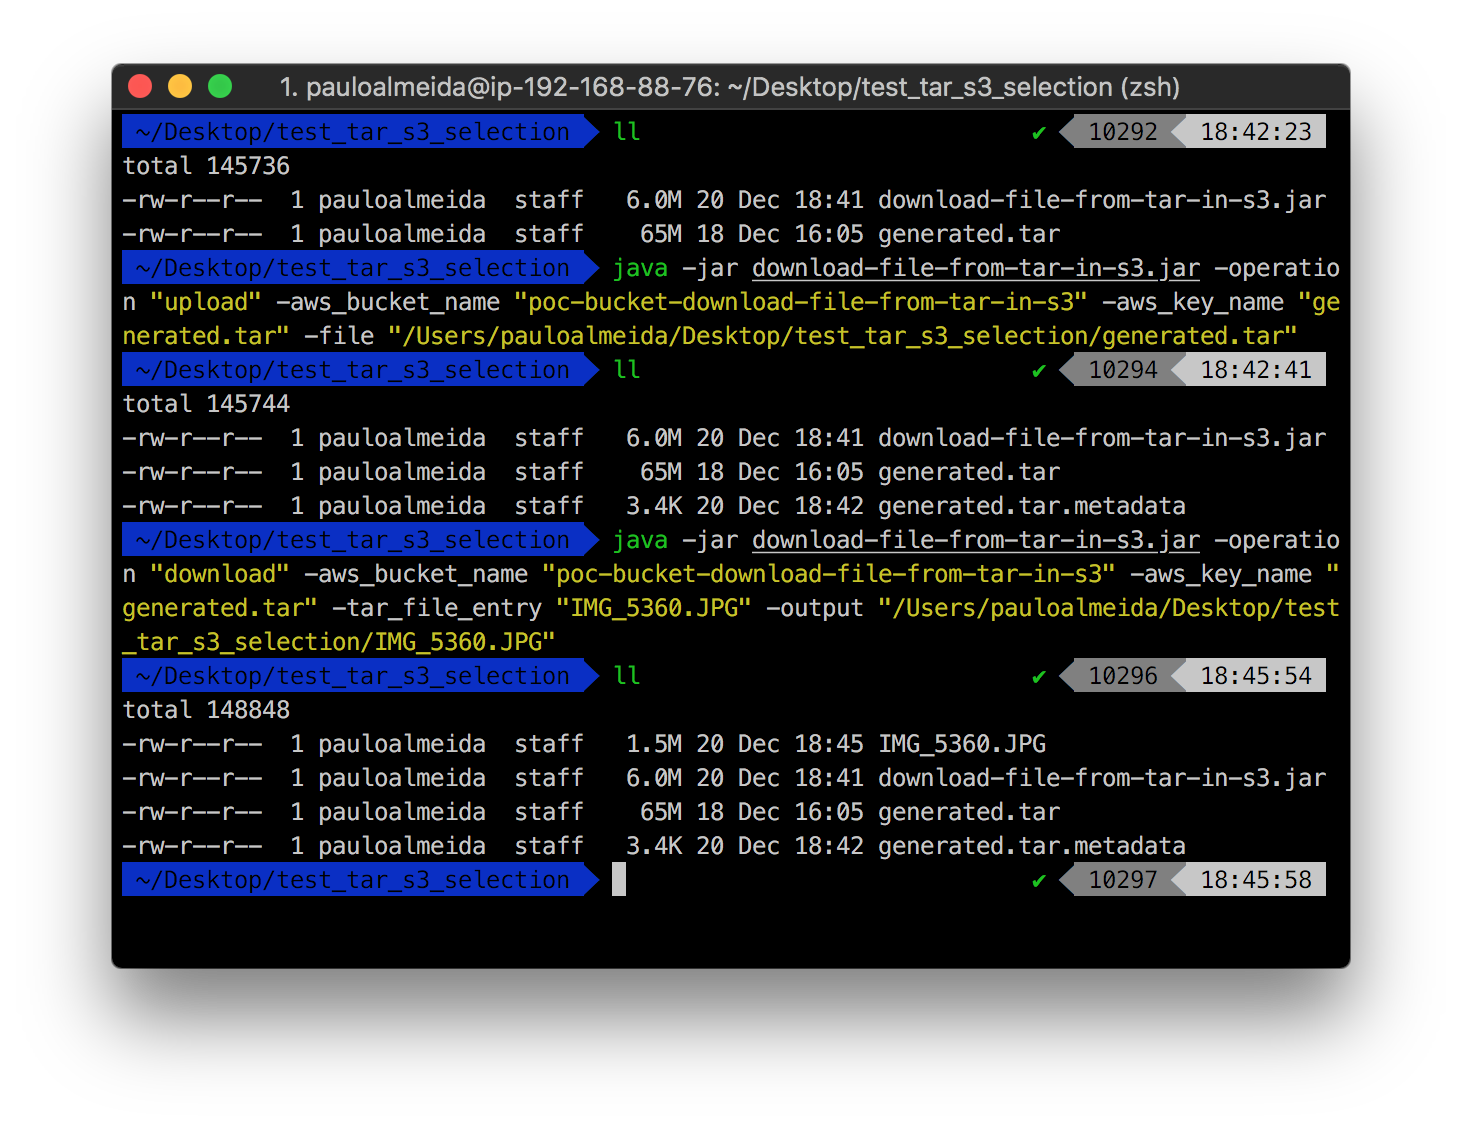 1. pauloalmeida@ip-192-168-88-76: ~/Desktop/test_tar_s3_selection (zsh)
~/Desktop/test_tar_s3_selection ll ✔ 10292 18:42:23
total 145736
-rw-r--r--  1 pauloalmeida  staff   6.0M 20 Dec 18:41 download-file-from-tar-in-s3.jar
-rw-r--r--  1 pauloalmeida  staff    65M 18 Dec 16:05 generated.tar
~/Desktop/test_tar_s3_selection java -jar download-file-from-tar-in-s3.jar -operatio
n "upload" -aws_bucket_name "poc-bucket-download-file-from-tar-in-s3" -aws_key_name "ge
nerated.tar" -file "/Users/pauloalmeida/Desktop/test_tar_s3_selection/generated.tar"
~/Desktop/test_tar_s3_selection ll ✔ 10294 18:42:41
total 145744
-rw-r--r--  1 pauloalmeida  staff   6.0M 20 Dec 18:41 download-file-from-tar-in-s3.jar
-rw-r--r--  1 pauloalmeida  staff    65M 18 Dec 16:05 generated.tar
-rw-r--r--  1 pauloalmeida  staff   3.4K 20 Dec 18:42 generated.tar.metadata
~/Desktop/test_tar_s3_selection java -jar download-file-from-tar-in-s3.jar -operatio
n "download" -aws_bucket_name "poc-bucket-download-file-from-tar-in-s3" -aws_key_name "
generated.tar" -tar_file_entry "IMG_5360.JPG" -output "/Users/pauloalmeida/Desktop/test
_tar_s3_selection/IMG_5360.JPG"
~/Desktop/test_tar_s3_selection ll ✔ 10296 18:45:54
total 148848
-rw-r--r--  1 pauloalmeida  staff   1.5M 20 Dec 18:45 IMG_5360.JPG
-rw-r--r--  1 pauloalmeida  staff   6.0M 20 Dec 18:41 download-file-from-tar-in-s3.jar
-rw-r--r--  1 pauloalmeida  staff    65M 18 Dec 16:05 generated.tar
-rw-r--r--  1 pauloalmeida  staff   3.4K 20 Dec 18:42 generated.tar.metadata
~/Desktop/test_tar_s3_selection ✔ 10297 18:45:58